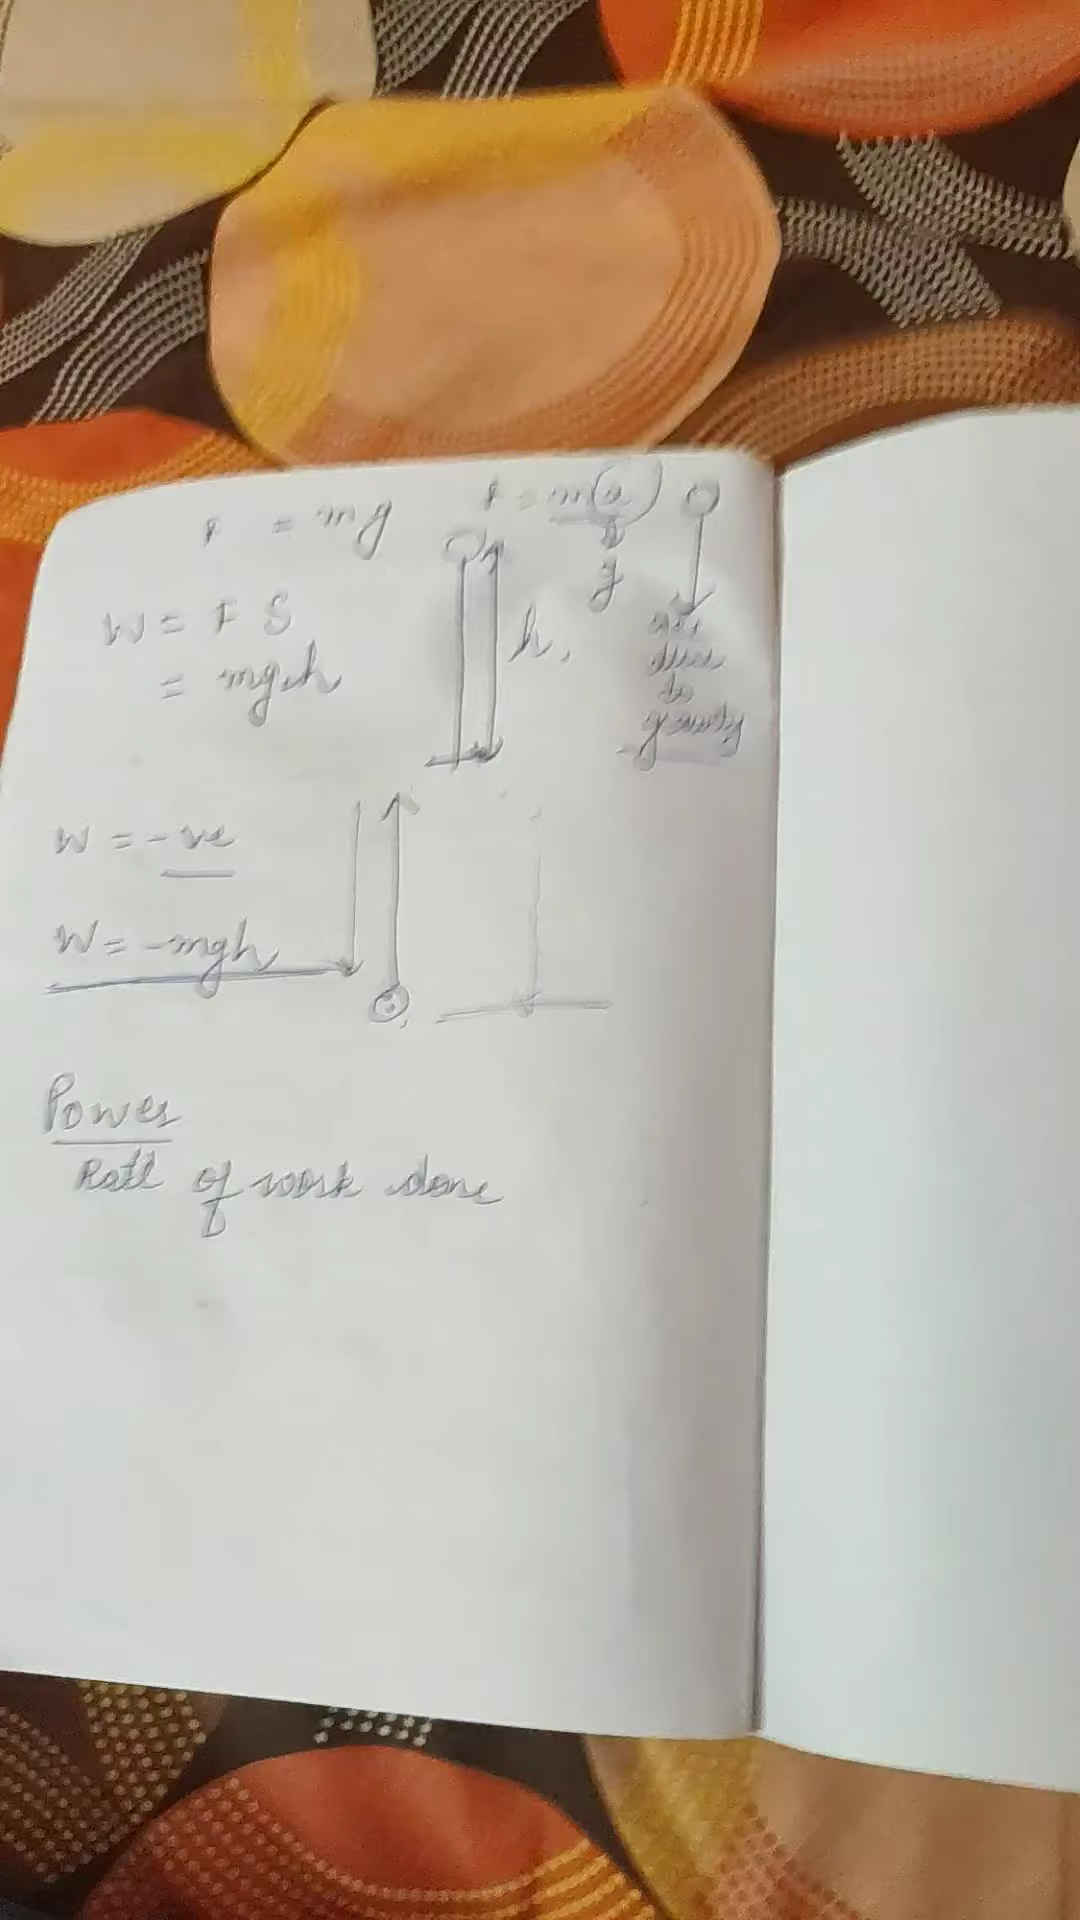 F = mg
F = m(a)
g
W = F S
= mgh
h.
due
to
gravity
W = -ve
W = -mgh
Power
Rate of work done